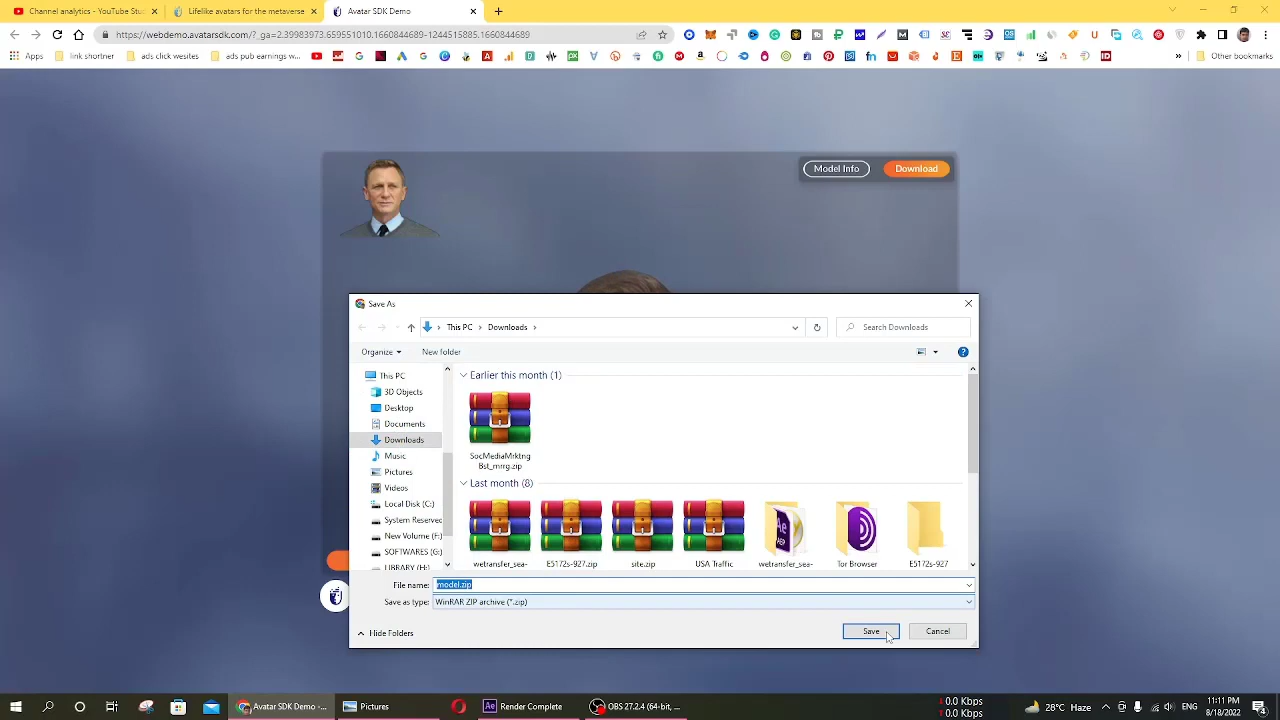 Channel analytics - YouTube Stu
Lifelike avatars for the metaverse
Avatar SDK Demo
https://webdemo.avatarsdk.com/?_ga=2.39983973.659551010.1660844689-1244515885.1660844689
Apps
link shortner
ads click wesites
ads pub earnings w...
Other bookmarks
Model Info
Download
Save As
This PC
Downloads
Search Downloads
Organize
New folder
This PC
3D Objects
Desktop
Documents
Downloads
Music
Pictures
Videos
Local Disk (C:)
System Reserved
New Volume (F:)
SOFTWARES (G:)
LIBRARY (H:)
Earlier this month (1)
SocMediaMrktng
Bst_mrrg.zip
Last month (8)
wetransfer_sea-
E5172s-927.zip
site.zip
USA Traffic
wetransfer_sea-
Tor Browser
E5172s-927
File name:
model.zip
Save as type:
WinRAR ZIP archive (*.zip)
Hide Folders
Save
Cancel
Avatar SDK Demo -...
Pictures
Render Complete
OBS 27.2.4 (64-bit, ...
0.0 Kbps
0.0 Kbps
28°C Haze
ENG
11:11 PM
8/18/2022